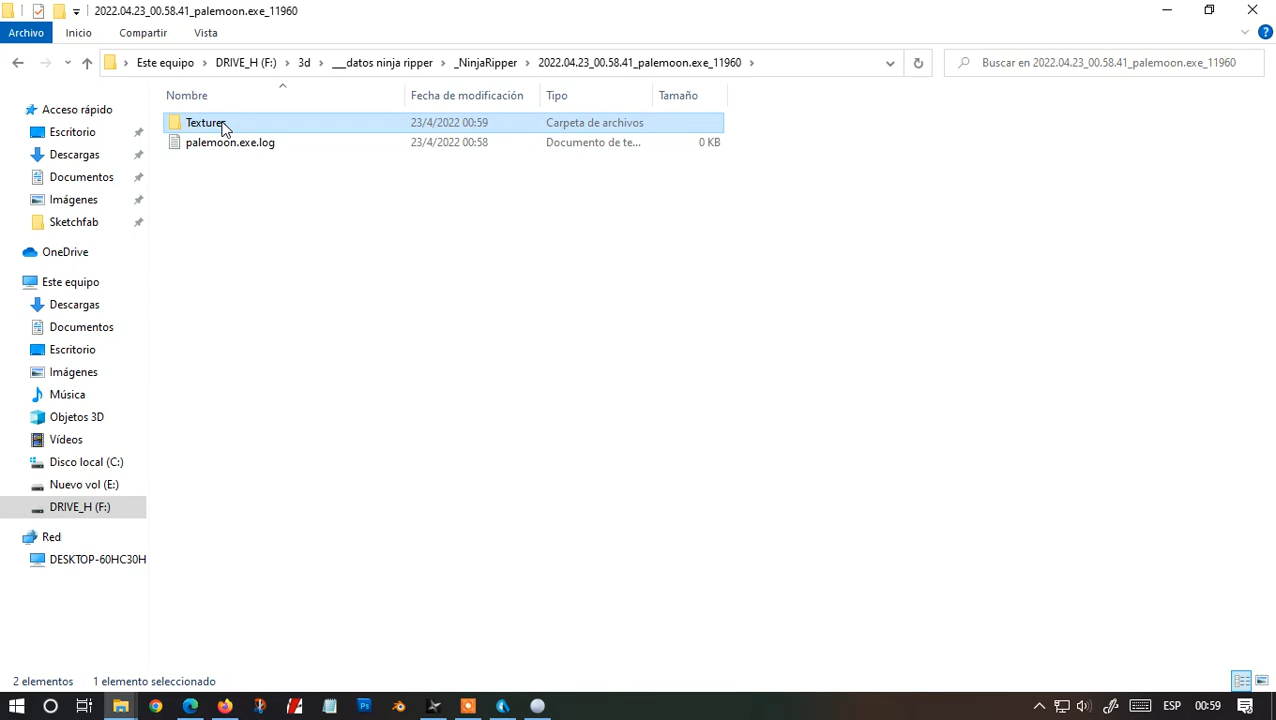 2022.04.23_00.58.41_palemoon.exe_11960
Archivo Inicio Compartir Vista
Este equipo DRIVE_H (F:) 3d ___datos ninja ripper _NinjaRipper 2022.04.23_00.58.41_palemoon.exe_11960
Buscar en 2022.04.23_00.58.41_palemoon.exe_11960
Nombre Fecha de modificación Tipo Tamaño
Textures 23/4/2022 00:59 Carpeta de archivos
palemoon.exe.log 23/4/2022 00:58 Documento de te... 0 KB
Acceso rápido
Escritorio
Descargas
Documentos
Imágenes
Sketchfab
OneDrive
Este equipo
Descargas
Documentos
Escritorio
Imágenes
Música
Objetos 3D
Vídeos
Disco local (C:)
Nuevo vol (E:)
DRIVE_H (F:)
Red
DESKTOP-60HC30H
2 elementos 1 elemento seleccionado
ESP 00:59